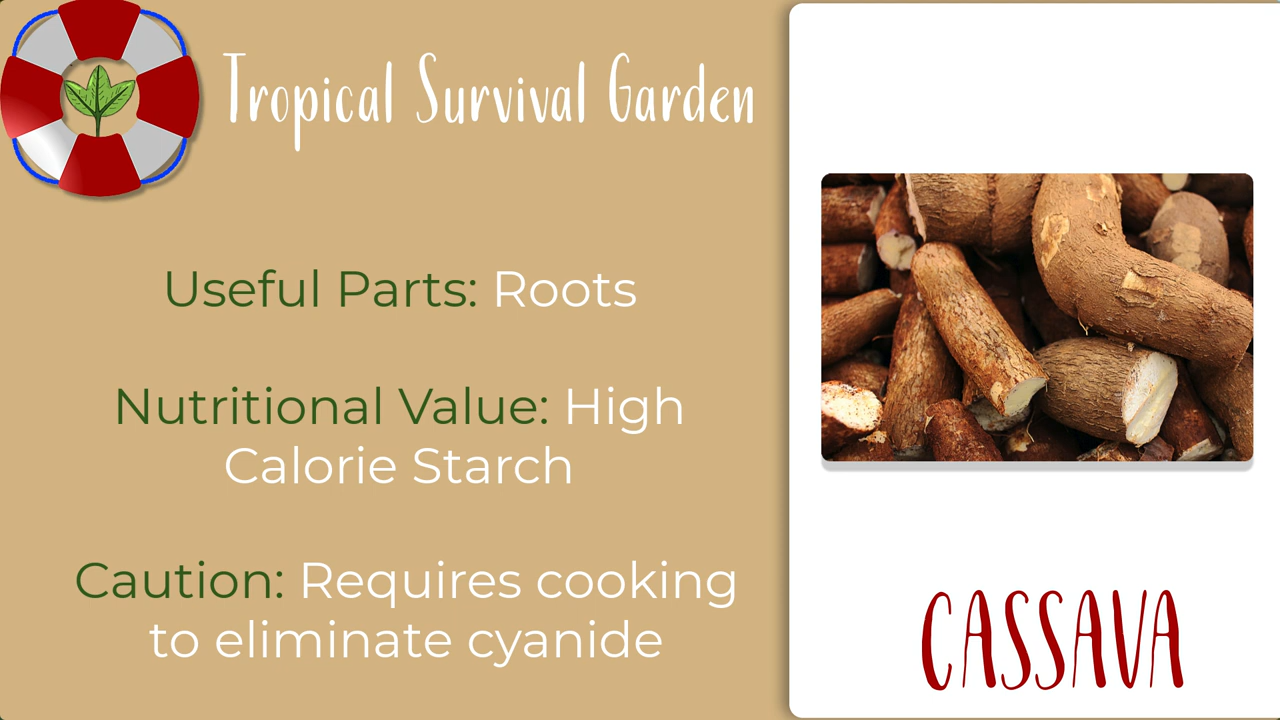 Tropical Survival Garden
Useful Parts: Roots
Nutritional Value: High
Calorie Starch
Caution: Requires cooking
to eliminate cyanide
CASSAVA